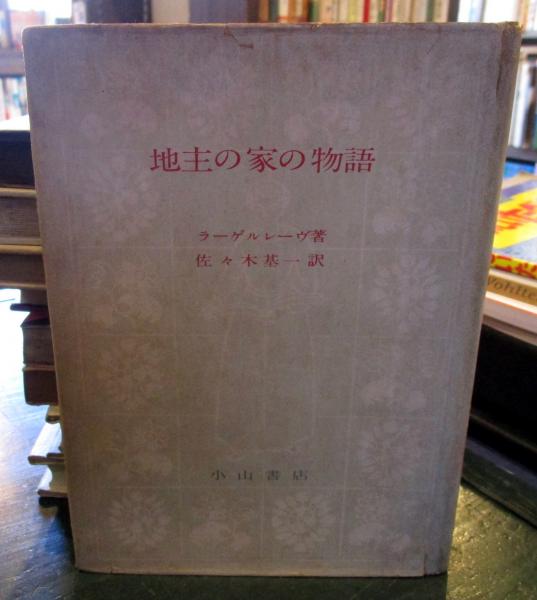 地主の家の物語
ラーゲルレーヴ著
佐々木基一訳
小山書店
Wohlte